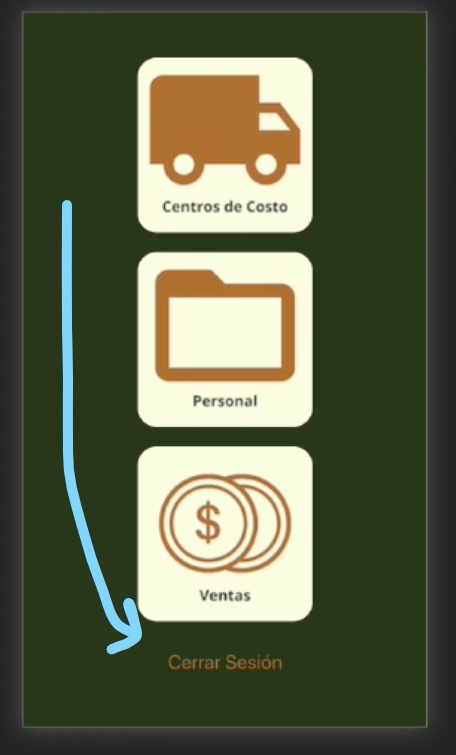 Centros de Costo
Personal
$
Ventas
Cerrar Sesión